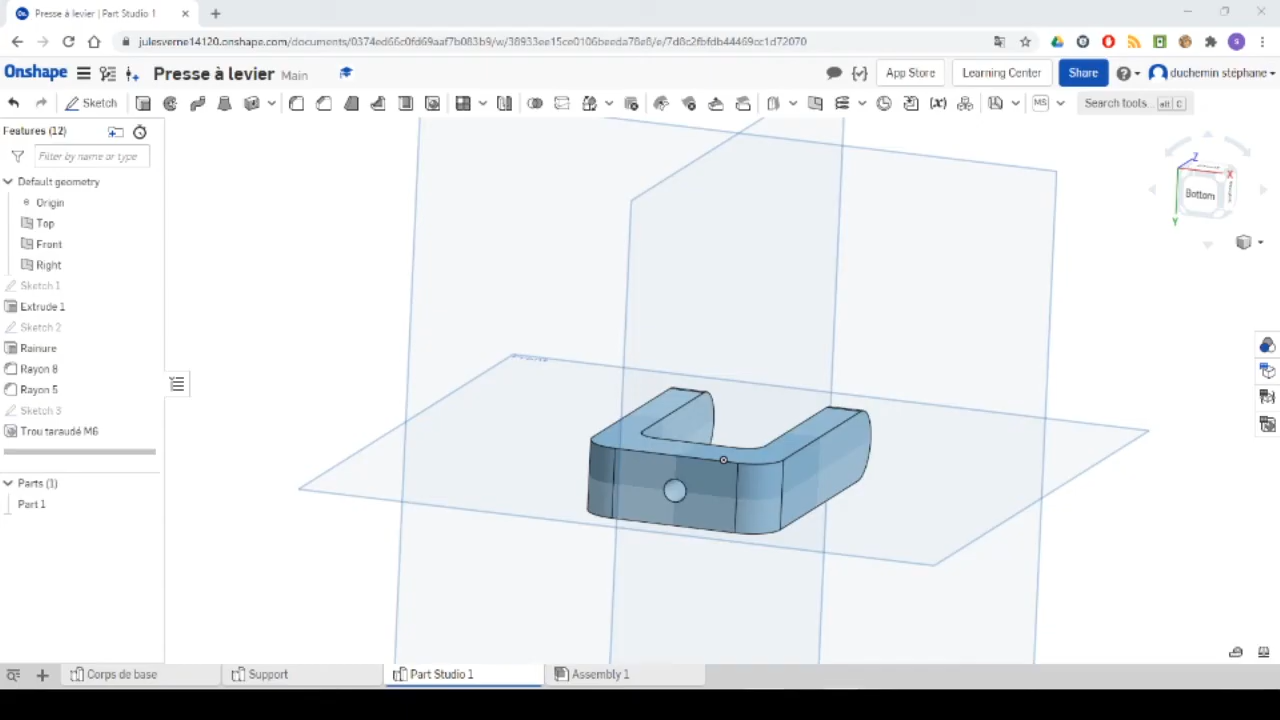 Presse à levier | Part Studio 1
julesverne14120.onshape.com/documents/0374ed66c0fd69aaf7b083b9/w/38933ee15ce0106beeda78e8/e/7d8c2fbfdb44469cc1d72070
Onshape Presse à levier Main App Store Learning Center Share duchemin stéphane
Sketch MS Search tools... alt C
Features (12)
Filter by name or type
Default geometry
Origin
Top
Front
Right
Sketch 1
Extrude 1
Sketch 2
Rainure
Rayon 8
Rayon 5
Sketch 3
Trou taraudé M6
Parts (1)
Part 1
Z
X
Bottom
Y
Corps de base Support Part Studio 1 Assembly 1